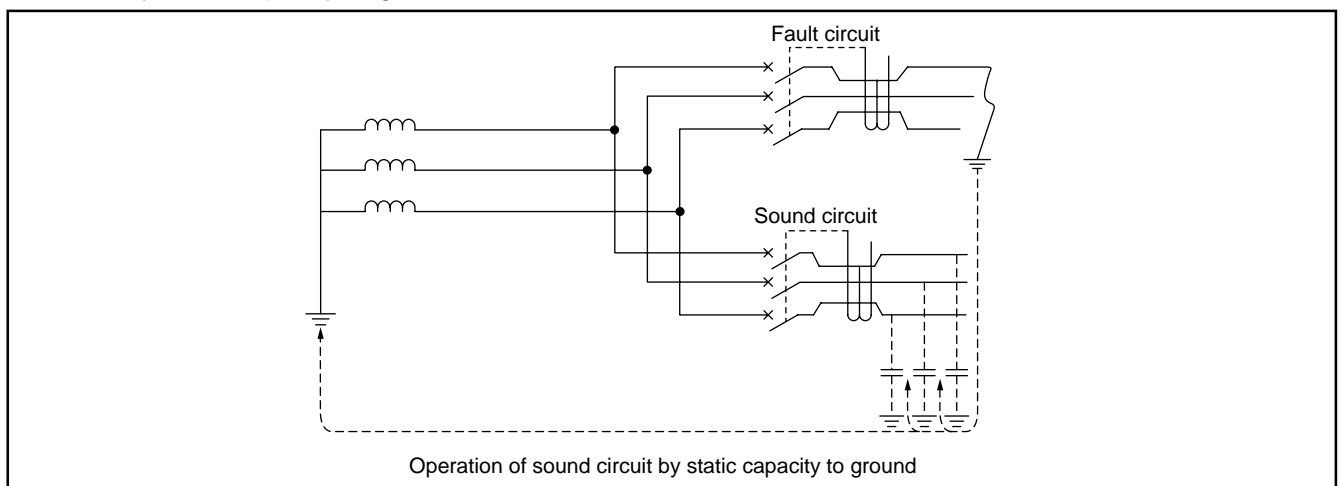 Fault circuit
Sound circuit
Operation of sound circuit by static capacity to ground